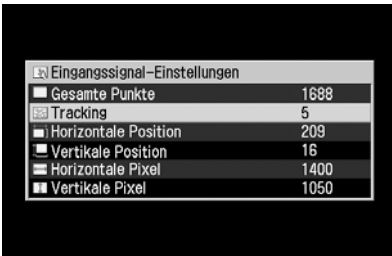 Eingangssignal-Einstellungen
Gesamte Punkte 1688
Tracking 5
Horizontale Position 209
Vertikale Position 16
Horizontale Pixel 1400
Vertikale Pixel 1050